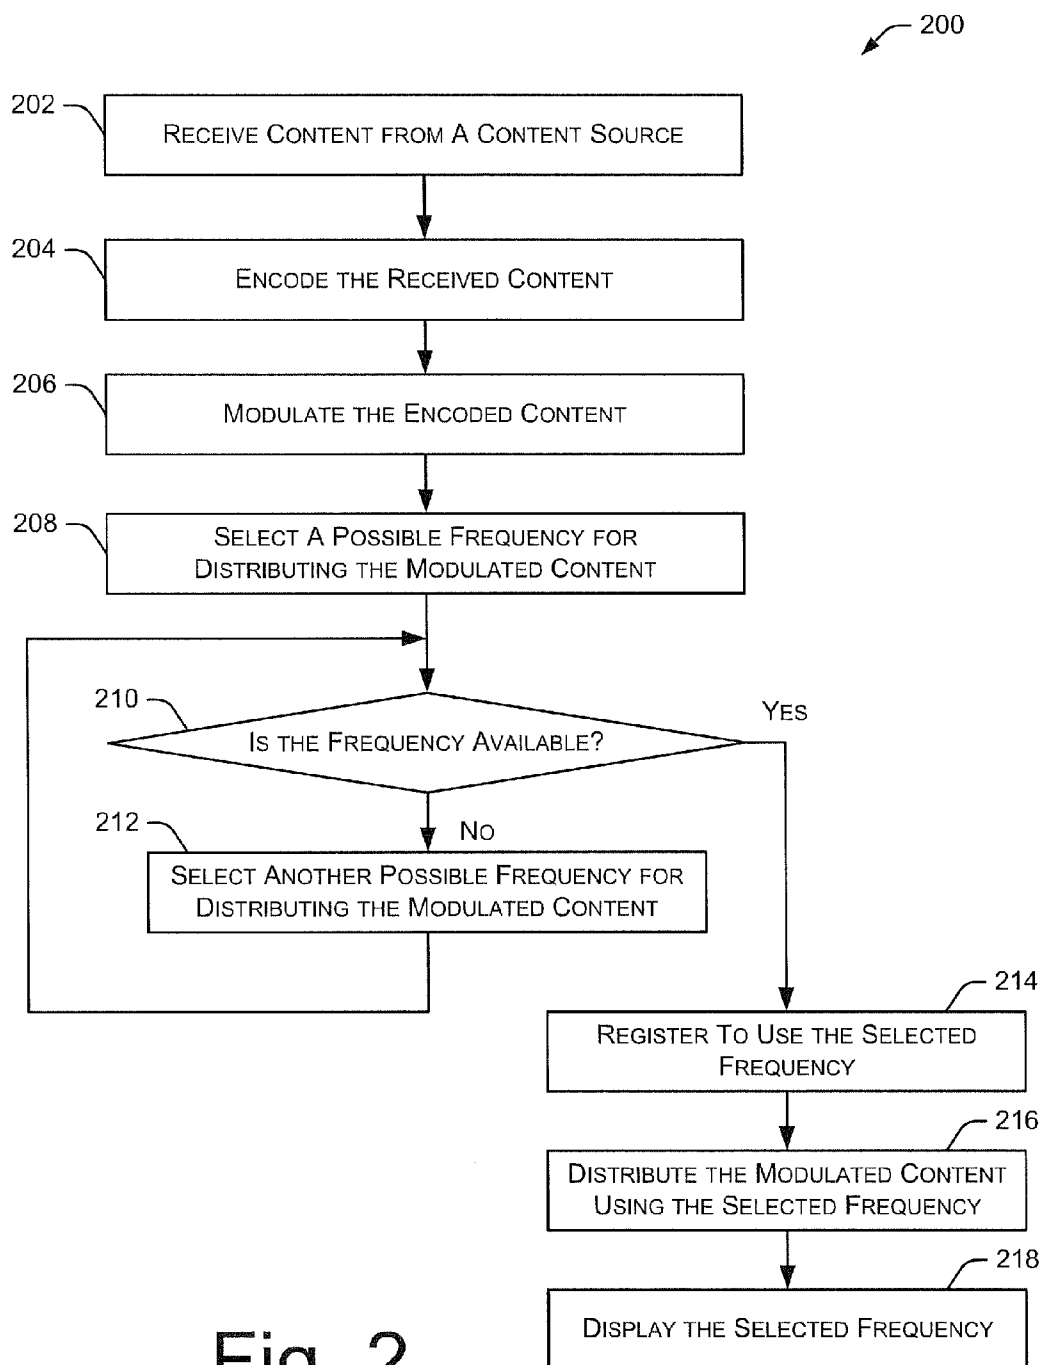 200
202
RECEIVE CONTENT FROM A CONTENT SOURCE
204
ENCODE THE RECEIVED CONTENT
206
MODULATE THE ENCODED CONTENT
208
SELECT A POSSIBLE FREQUENCY FOR
DISTRIBUTING THE MODULATED CONTENT
210
IS THE FREQUENCY AVAILABLE?
YES
212
NO
SELECT ANOTHER POSSIBLE FREQUENCY FOR
DISTRIBUTING THE MODULATED CONTENT
214
REGISTER TO USE THE SELECTED
FREQUENCY
216
DISTRIBUTE THE MODULATED CONTENT
USING THE SELECTED FREQUENCY
218
DISPLAY THE SELECTED FREQUENCY
Fig. 2